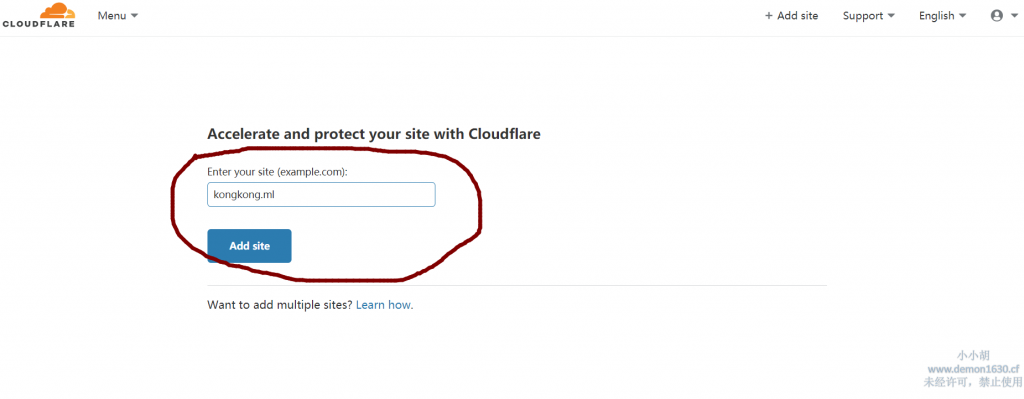 CLOUDFLARE Menu + Add site Support English
Accelerate and protect your site with Cloudflare
Enter your site (example.com):
kongkong.ml
Add site
Want to add multiple sites? Learn how.
小小胡
www.demon1630.cf
未经许可，禁止使用